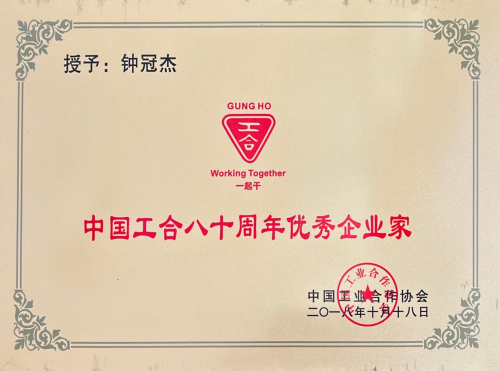 授予：钟冠杰
GUNG HO
工合
Working Together
一起干
中国工合八十周年优秀企业家
中国工业合作协会
二〇一八年十月十八日